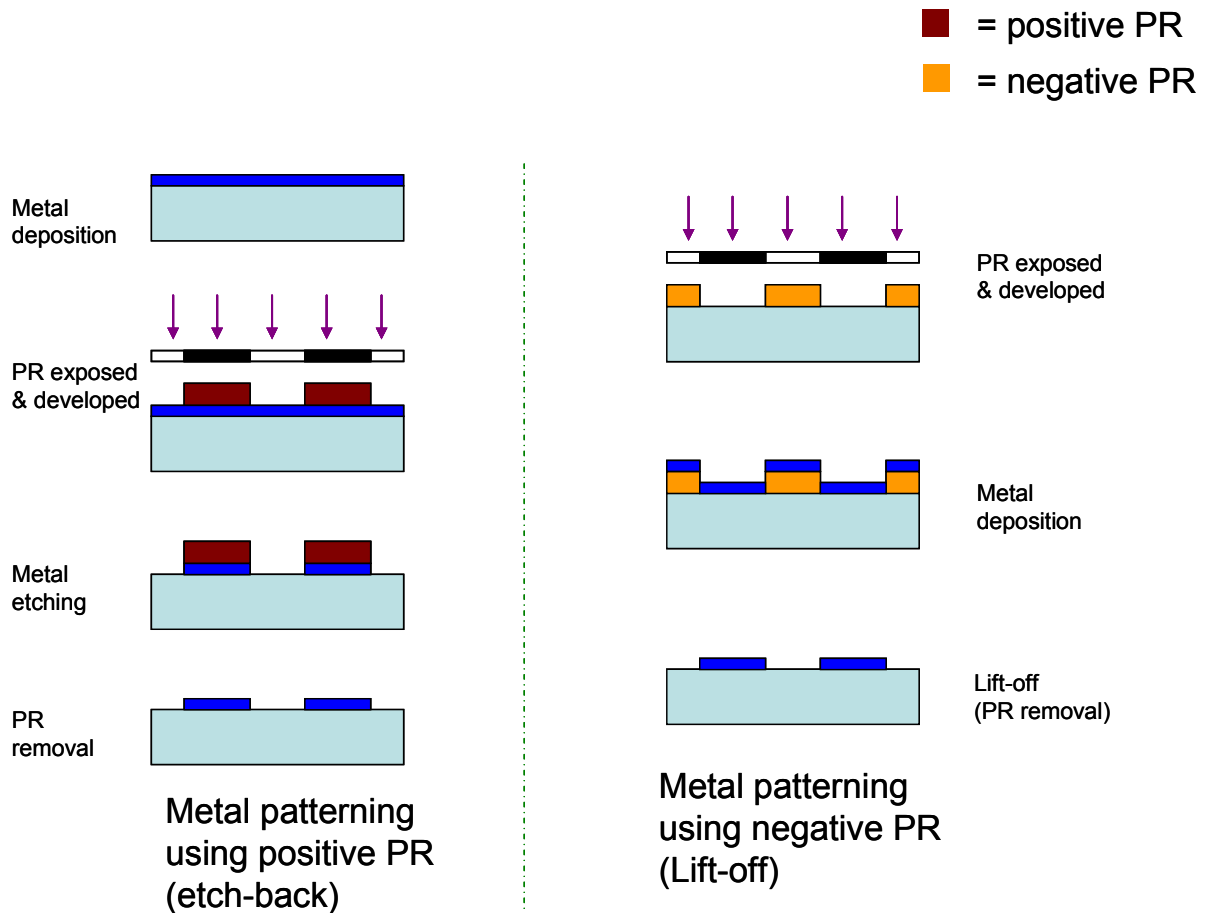 = positive PR
= negative PR
Metal
deposition
PR exposed
& developed
Metal
etching
PR
removal
Metal patterning
using positive PR
(etch-back)
PR exposed
& developed
Metal
deposition
Lift-off
(PR removal)
Metal patterning
using negative PR
(Lift-off)